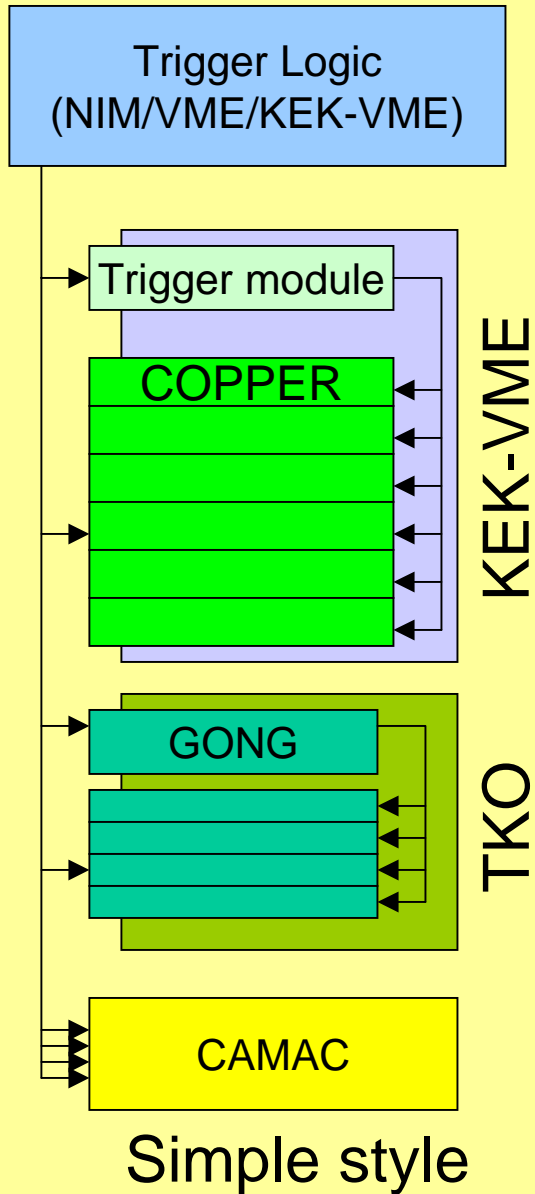 Trigger Logic
(NIM/VME/KEK-VME)
Trigger module
COPPER
KEK-VME
GONG
TKO
CAMAC
Simple style